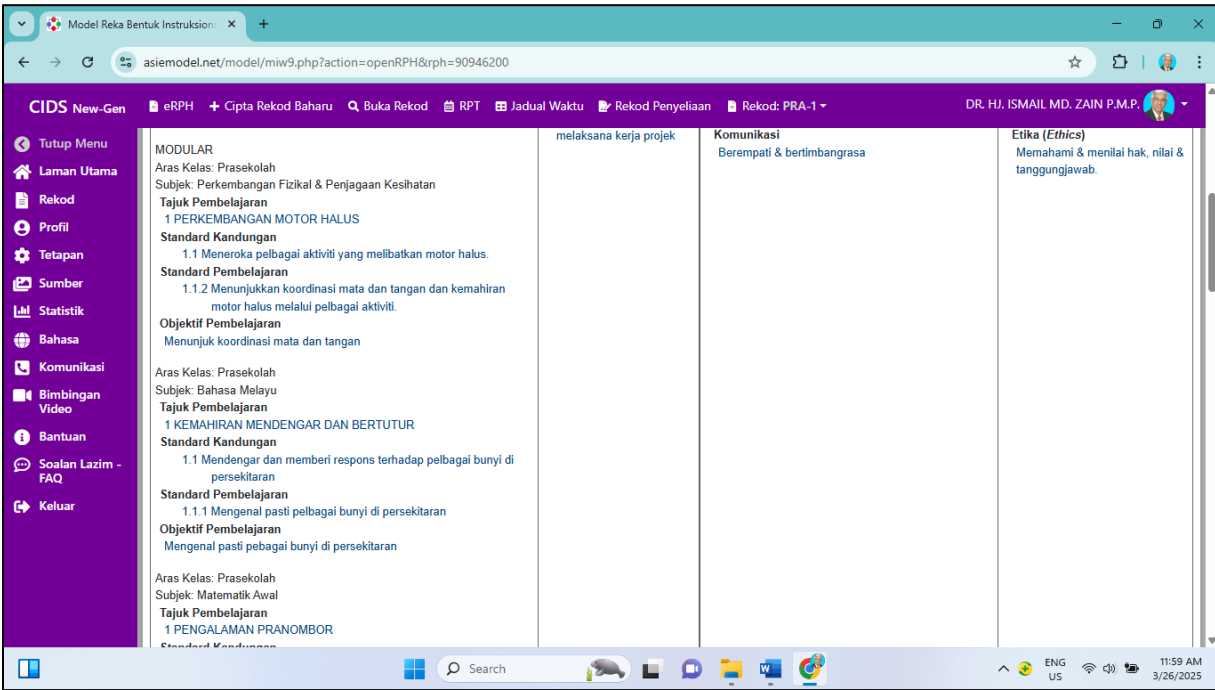 Model Reka Bentuk Instruksion
asiemodel.net/model/miw9.php?action=openRPH&rph=90946200
CIDS New-Gen
eRPH
Cipta Rekod Baharu
Buka Rekod
RPT
Jadual Waktu
Rekod Penyeliaan
Rekod: PRA-1
DR. HJ. ISMAIL MD. ZAIN P.M.P.
Tutup Menu
Laman Utama
Rekod
Profil
Tetapan
Sumber
Statistik
Bahasa
Komunikasi
Bimbingan
Video
Bantuan
Soalan Lazim -
FAQ
Keluar
MODULAR
Aras Kelas: Prasekolah
Subjek: Perkembangan Fizikal & Penjagaan Kesihatan
Tajuk Pembelajaran
1 PERKEMBANGAN MOTOR HALUS
Standard Kandungan
1.1 Meneroka pelbagai aktiviti yang melibatkan motor halus.
Standard Pembelajaran
1.1.2 Menunjukkan koordinasi mata dan tangan dan kemahiran
motor halus melalui pelbagai aktiviti.
Objektif Pembelajaran
Menunjuk koordinasi mata dan tangan
Aras Kelas: Prasekolah
Subjek: Bahasa Melayu
Tajuk Pembelajaran
1 KEMAHIRAN MENDENGAR DAN BERTUTUR
Standard Kandungan
1.1 Mendengar dan memberi respons terhadap pelbagai bunyi di
persekitaran
Standard Pembelajaran
1.1.1 Mengenal pasti pelbagai bunyi di persekitaran
Objektif Pembelajaran
Mengenal pasti pebagai bunyi di persekitaran
Aras Kelas: Prasekolah
Subjek: Matematik Awal
Tajuk Pembelajaran
1 PENGALAMAN PRANOMBOR
Standard Kandungan
melaksana kerja projek
Komunikasi
Berempati & bertimbangrasa
Etika (Ethics)
Memahami & menilai hak, nilai &
tanggungjawab.
Search
ENG
US
11:59 AM
3/26/2025